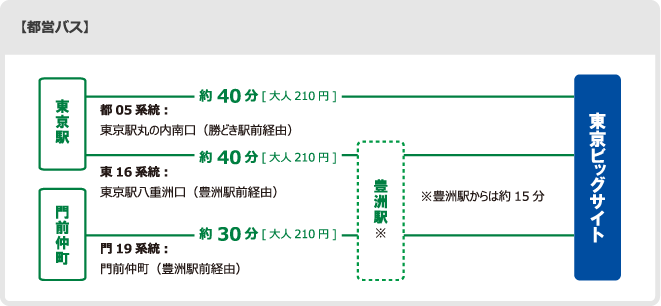 【都営バス】
東京駅
約 40 分 [ 大人 210 円 ]
都 05 系統：
東京駅丸の内南口（勝どき駅前経由）
約 40 分 [ 大人 210 円 ]
東 16 系統：
東京駅八重洲口（豊洲駅前経由）
門前仲町
約 30 分 [ 大人 210 円 ]
門 19 系統：
門前仲町（豊洲駅前経由）
豊洲駅※
※豊洲駅からは約 15 分
東京ビッグサイト